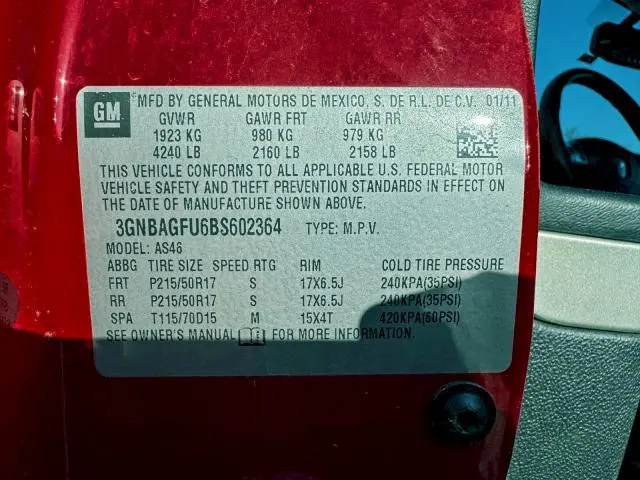 GM
MFD BY GENERAL MOTORS DE MEXICO, S. DE R.L. DE C.V. 01/11
GVWR GAWR FRT GAWR RR
1923 KG 980 KG 979 KG
4240 LB 2160 LB 2158 LB
THIS VEHICLE CONFORMS TO ALL APPLICABLE U.S. FEDERAL MOTOR
VEHICLE SAFETY AND THEFT PREVENTION STANDARDS IN EFFECT ON
THE DATE OF MANUFACTURE SHOWN ABOVE.
3GNBAGFU6BS602364 TYPE: M.P.V.
MODEL: AS46
ABBG TIRE SIZE SPEED RTG RIM COLD TIRE PRESSURE
FRT P215/50R17 S 17X6.5J 240KPA(35PSI)
RR P215/50R17 S 17X6.5J 240KPA(35PSI)
SPA T115/70D15 M 15X4T 420KPA(60PSI)
SEE OWNER'S MANUAL FOR MORE INFORMATION.